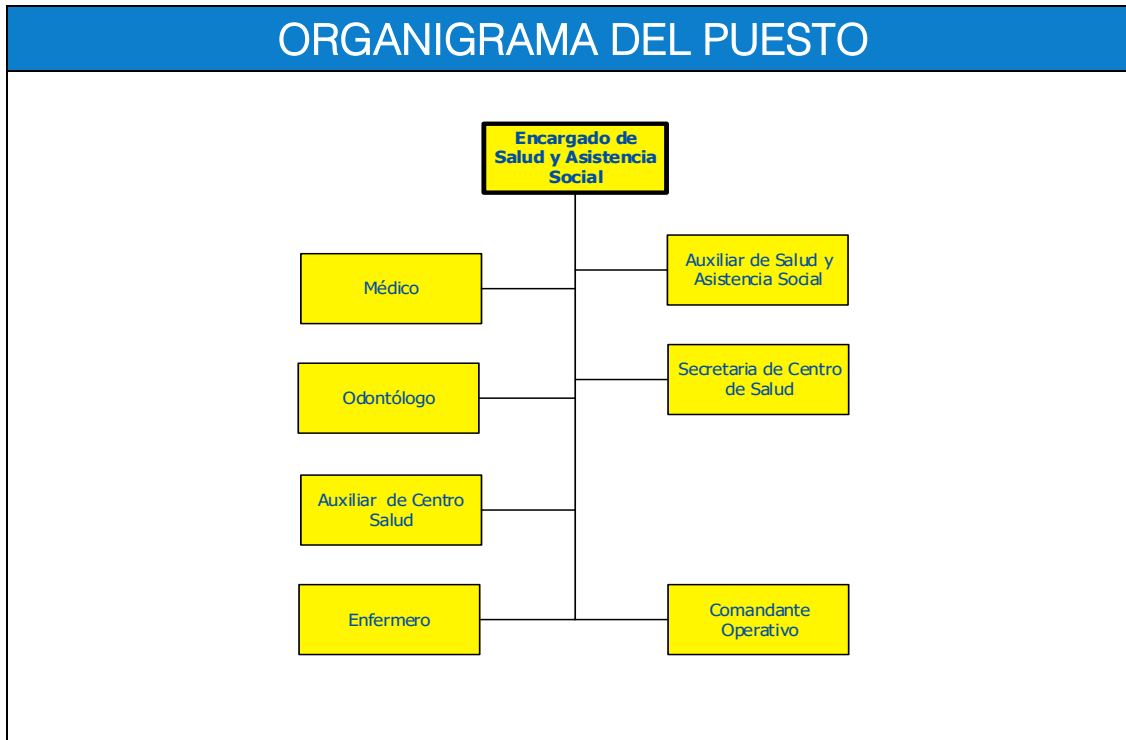 ORGANIGRAMA DEL PUESTO
Encargado de
Salud y Asistencia
Social
Auxiliar de Salud y
Asistencia Social
Médico
Secretaria de Centro
de Salud
Odontólogo
Auxiliar de Centro
Salud
Enfermero
Comandante
Operativo